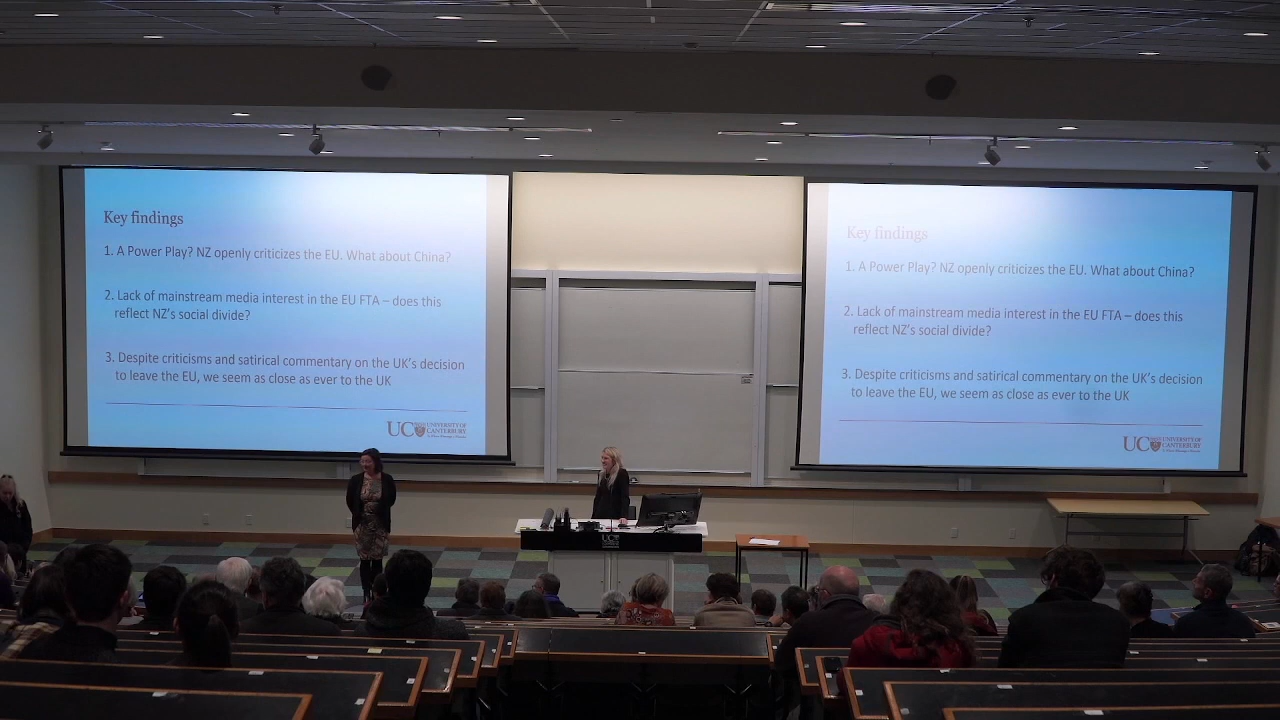 Key findings
1. A Power Play? NZ openly criticizes the EU. What about China?
2. Lack of mainstream media interest in the EU FTA – does this
reflect NZ's social divide?
3. Despite criticisms and satirical commentary on the UK's decision
to leave the EU, we seem as close as ever to the UK
UC UNIVERSITY OF
CANTERBURY
Key findings
1. A Power Play? NZ openly criticizes the EU. What about China?
2. Lack of mainstream media interest in the EU FTA – does this
reflect NZ's social divide?
3. Despite criticisms and satirical commentary on the UK's decision
to leave the EU, we seem as close as ever to the UK
UC UNIVERSITY OF
CANTERBURY
UC